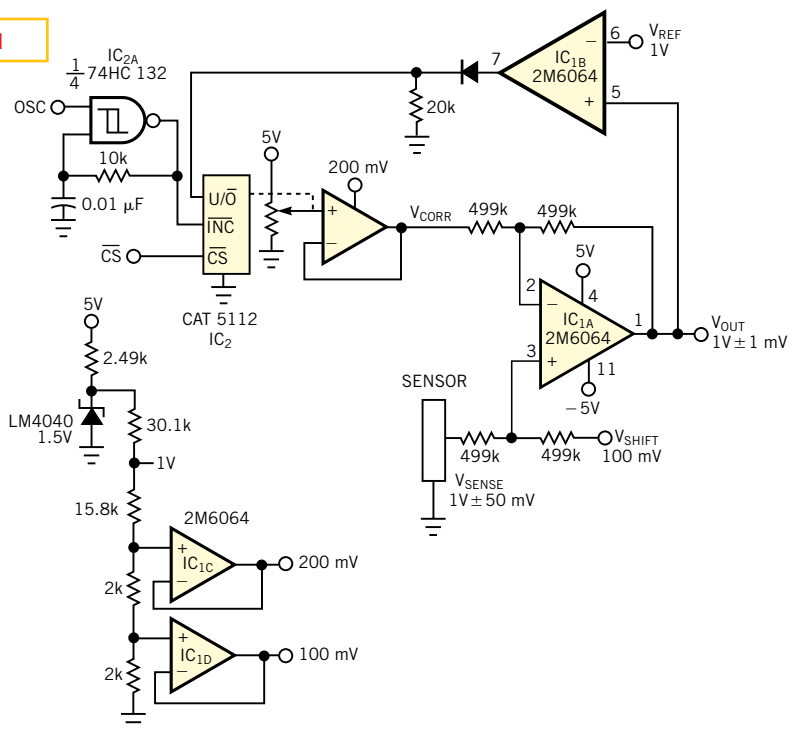 IC2A
1/4 74HC 132
OSC
10k
0.01 μF
CS
5V
U/O
INC
CS
CAT 5112
IC2
200 mV
+
−
VCORR
499k
499k
7
IC1B
2M6064
−
+
6
5
VREF
1V
20k
5V
2
3
4
−
+
IC1A
2M6064
1
11
−5V
VOUT
1V ± 1 mV
SENSOR
499k
499k
VSHIFT
100 mV
VSENSE
1V ± 50 mV
5V
2.49k
LM4040
1.5V
30.1k
1V
15.8k
2M6064
+
−
IC1C
200 mV
2k
+
−
IC1D
100 mV
2k